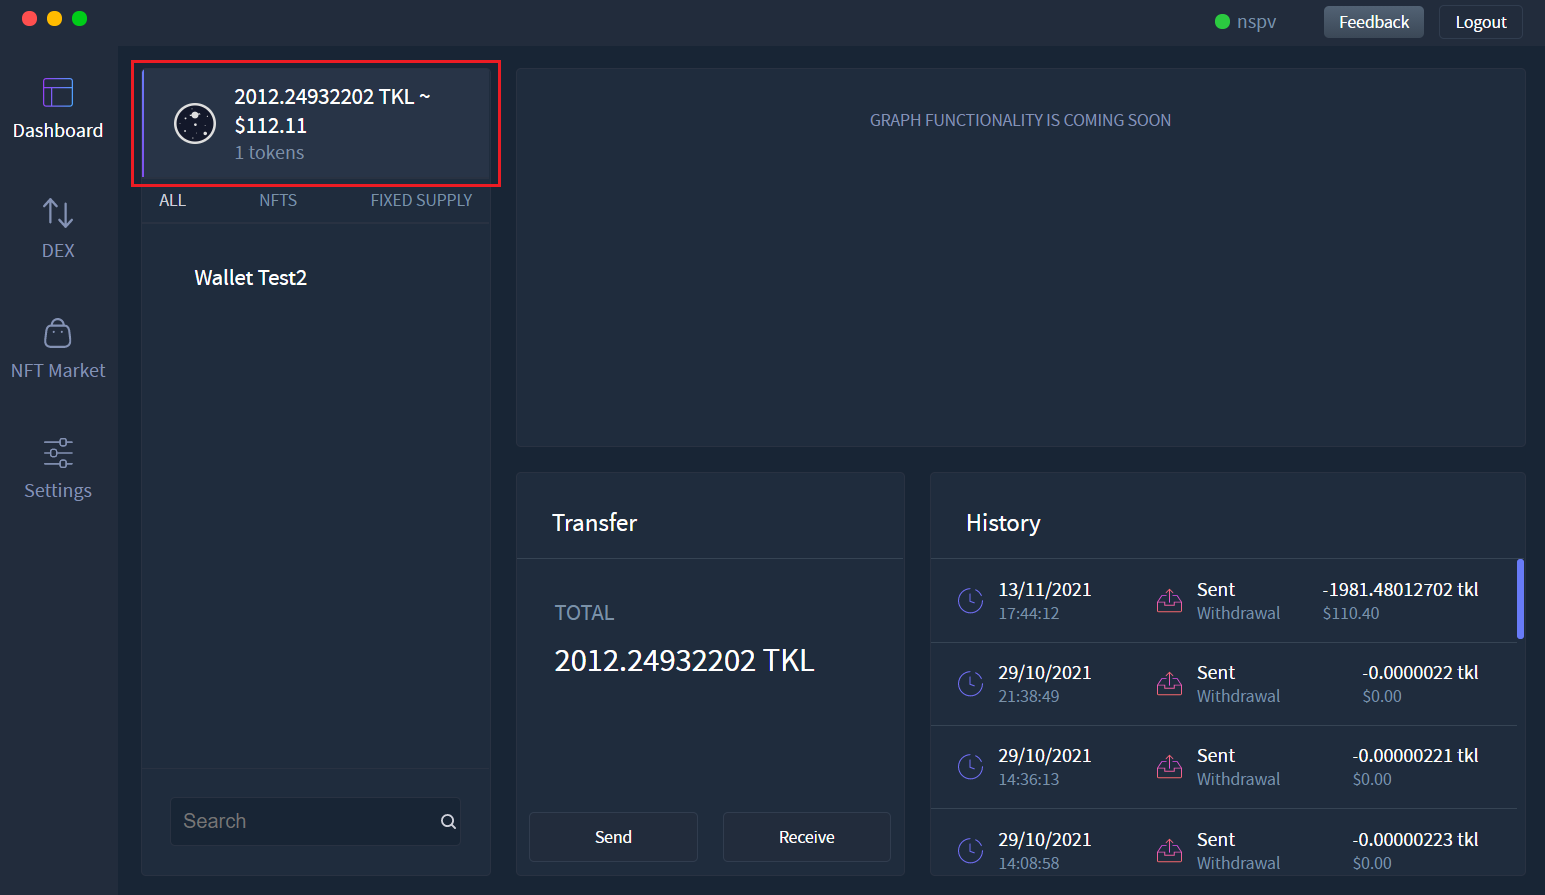 nspv
Feedback
Logout
Dashboard
DEX
NFT Market
Settings
2012.24932202 TKL ~
$112.11
1 tokens
ALL
NFTS
FIXED SUPPLY
Wallet Test2
Search
GRAPH FUNCTIONALITY IS COMING SOON
Transfer
TOTAL
2012.24932202 TKL
Send
Receive
History
13/11/2021
17:44:12
Sent
Withdrawal
-1981.48012702 tkl
$110.40
29/10/2021
21:38:49
Sent
Withdrawal
-0.0000022 tkl
$0.00
29/10/2021
14:36:13
Sent
Withdrawal
-0.00000221 tkl
$0.00
29/10/2021
14:08:58
Sent
Withdrawal
-0.00000223 tkl
$0.00